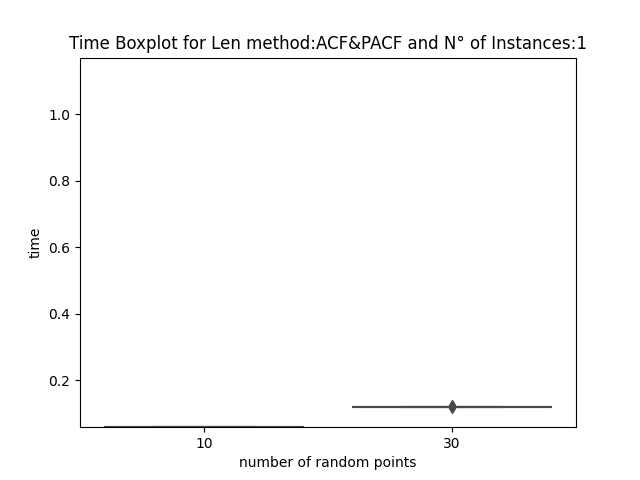 Time Boxplot for Len method:ACF&PACF and N° of Instances:1
1.0
0.8
0.6
0.4
0.2
time
10
30
number of random points